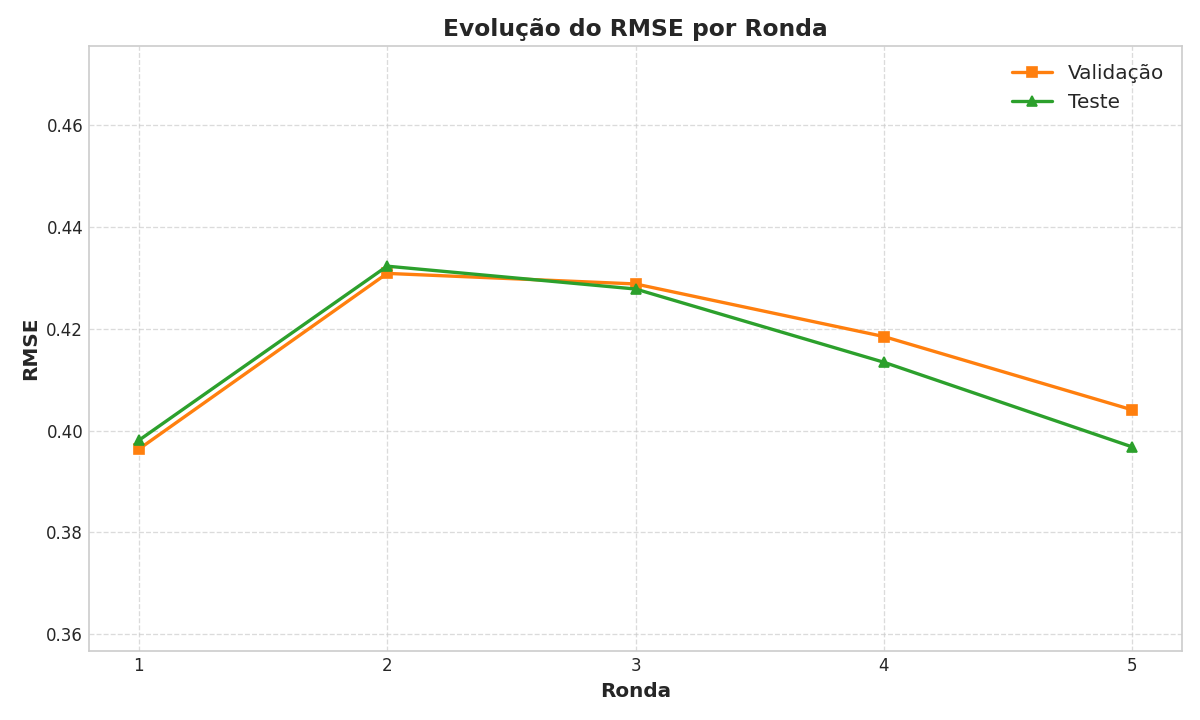 Evolução do RMSE por Ronda
Validação
Teste
RMSE
0.46
0.44
0.42
0.40
0.38
0.36
1 2 3 4 5
Ronda